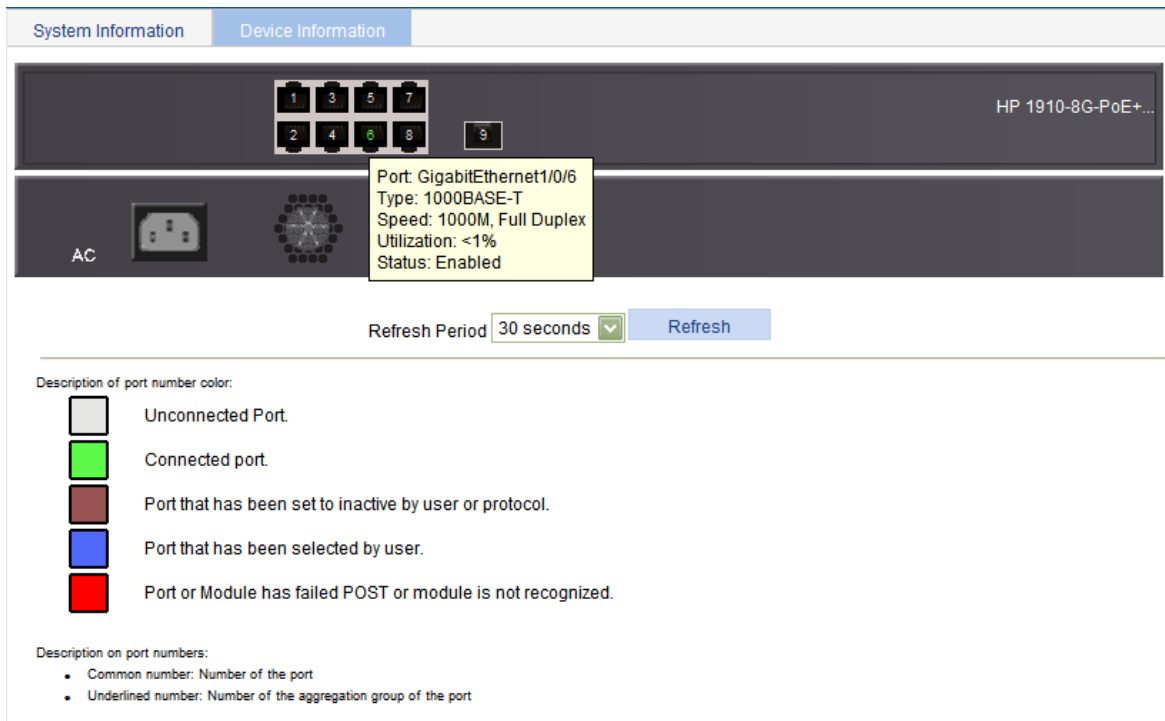 System Information Device Information
1 3 5 7
HP 1910-8G-PoE+...
2 4 6 8 9
Port: GigabitEthernet1/0/6
Type: 1000BASE-T
Speed: 1000M, Full Duplex
Utilization: <1%
Status: Enabled
AC
Refresh Period 30 seconds Refresh
Description of port number color:
Unconnected Port.
Connected port.
Port that has been set to inactive by user or protocol.
Port that has been selected by user.
Port or Module has failed POST or module is not recognized.
Description on port numbers:
• Common number: Number of the port
• Underlined number: Number of the aggregation group of the port